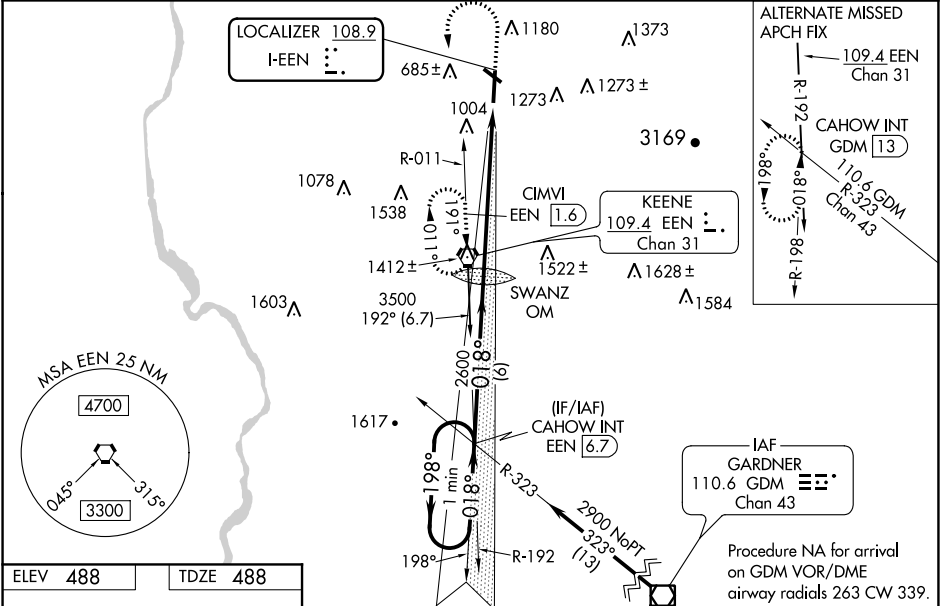 LOCALIZER 108.9
I-EEN
1180
1373
685±
1273
1273 ±
1004
3169
R-011
1078
1538
CIMVI
EEN 1.6
KEENE
109.4 EEN
Chan 31
191°
011°
1412 ±
1522 ±
1628 ±
SWANZ
OM
1584
1603
3500
192° (6.7)
2600
018°
(6)
MSA EEN 25 NM
4700
045°
315°
3300
1617
(IF/IAF)
CAHOW INT
EEN 6.7
198°
1 min
018°
R-323
198°
R-192
2900 NoPT
323°
(13)
IAF
GARDNER
110.6 GDM
Chan 43
Procedure NA for arrival
on GDM VOR/DME
airway radials 263 CW 339.
ELEV 488
TDZE 488
ALTERNATE MISSED
APCH FIX
109.4 EEN
Chan 31
R-192
CAHOW INT
GDM 13
198°
018°
110.6 GDM
R-323
Chan 43
R-198